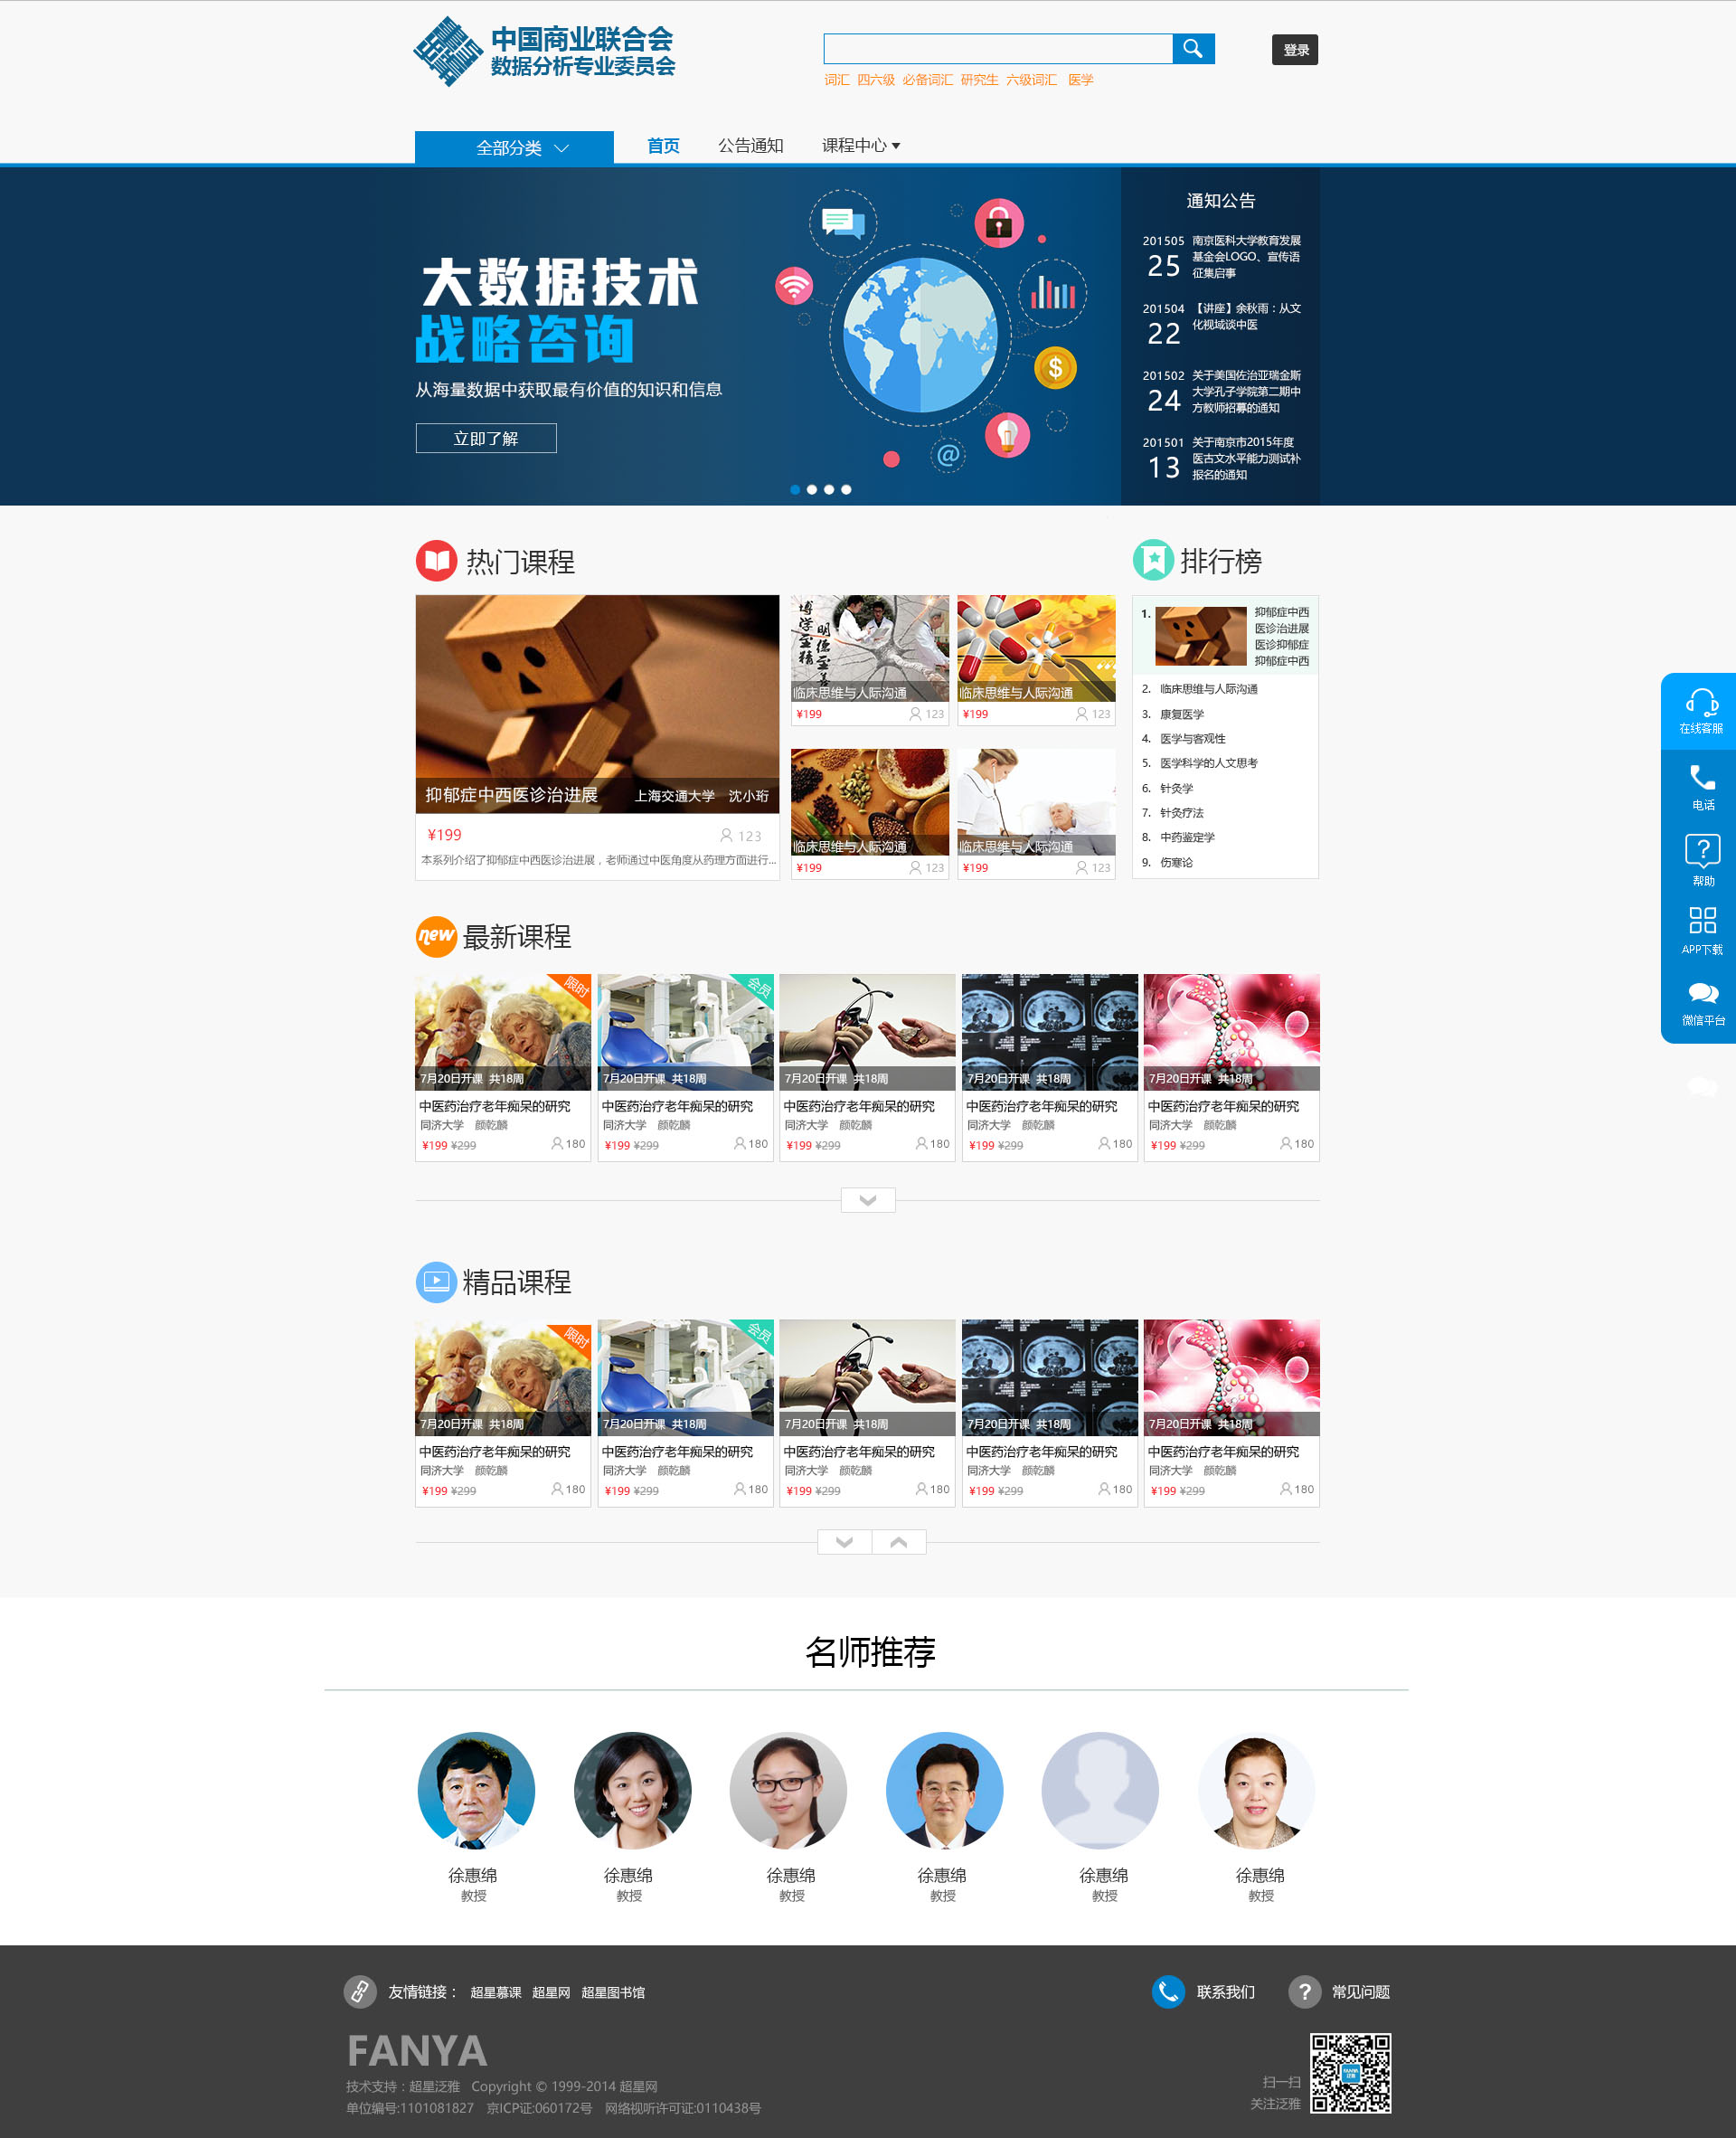 中国商业联合会
数据分析专业委员会
登录
词汇 四六级 必备词汇 研究生 六级词汇 医学
全部分类 首页 公告通知 课程中心
大数据技术
战略咨询
从海量数据中获取最有价值的知识和信息
立即了解
通知公告
201505 南京医科大学教育发展
25 基金会LOGO、宣传语
征集启事
201504 【讲座】余秋雨：从文
22 化视域谈中医
201502 关于美国佐治亚瑞金斯
24 大学孔子学院第二期中
方教师招募的通知
201501 关于南京市2015年度
13 医古文水平能力测试补
报名的通知
热门课程
抑郁症中西医诊治进展 上海交通大学 沈小珩
¥199 123
本系列介绍了抑郁症中西医诊治进展，老师通过中医角度从药理方面进行...
博学至精
明德至善
临床思维与人际沟通
¥199 123
临床思维与人际沟通
¥199 123
临床思维与人际沟通
¥199 123
临床思维与人际沟通
¥199 123
排行榜
1. 抑郁症中西
医诊治进展
医诊抑郁症
抑郁症中西
2. 临床思维与人际沟通
3. 康复医学
4. 医学与客观性
5. 医学科学的人文思考
6. 针灸学
7. 针灸疗法
8. 中药鉴定学
9. 伤寒论
在线客服
电话
帮助
APP下载
微信平台
new 最新课程
限时
7月20日开课 共18周
中医药治疗老年痴呆的研究
同济大学 颜乾麟
¥199 ¥299 180
会员
7月20日开课 共18周
中医药治疗老年痴呆的研究
同济大学 颜乾麟
¥199 ¥299 180
7月20日开课 共18周
中医药治疗老年痴呆的研究
同济大学 颜乾麟
¥199 ¥299 180
7月20日开课 共18周
中医药治疗老年痴呆的研究
同济大学 颜乾麟
¥199 ¥299 180
7月20日开课 共18周
中医药治疗老年痴呆的研究
同济大学 颜乾麟
¥199 ¥299 180
精品课程
限时
7月20日开课 共18周
中医药治疗老年痴呆的研究
同济大学 颜乾麟
¥199 ¥299 180
会员
7月20日开课 共18周
中医药治疗老年痴呆的研究
同济大学 颜乾麟
¥199 ¥299 180
7月20日开课 共18周
中医药治疗老年痴呆的研究
同济大学 颜乾麟
¥199 ¥299 180
7月20日开课 共18周
中医药治疗老年痴呆的研究
同济大学 颜乾麟
¥199 ¥299 180
7月20日开课 共18周
中医药治疗老年痴呆的研究
同济大学 颜乾麟
¥199 ¥299 180
名师推荐
徐惠绵 徐惠绵 徐惠绵 徐惠绵 徐惠绵 徐惠绵
教授 教授 教授 教授 教授 教授
友情链接： 超星慕课 超星网 超星图书馆
联系我们 常见问题
FANYA
技术支持：超星泛雅 Copyright © 1999-2014 超星网
单位编号:1101081827 京ICP证:060172号 网络视听许可证:0110438号
扫一扫
关注泛雅